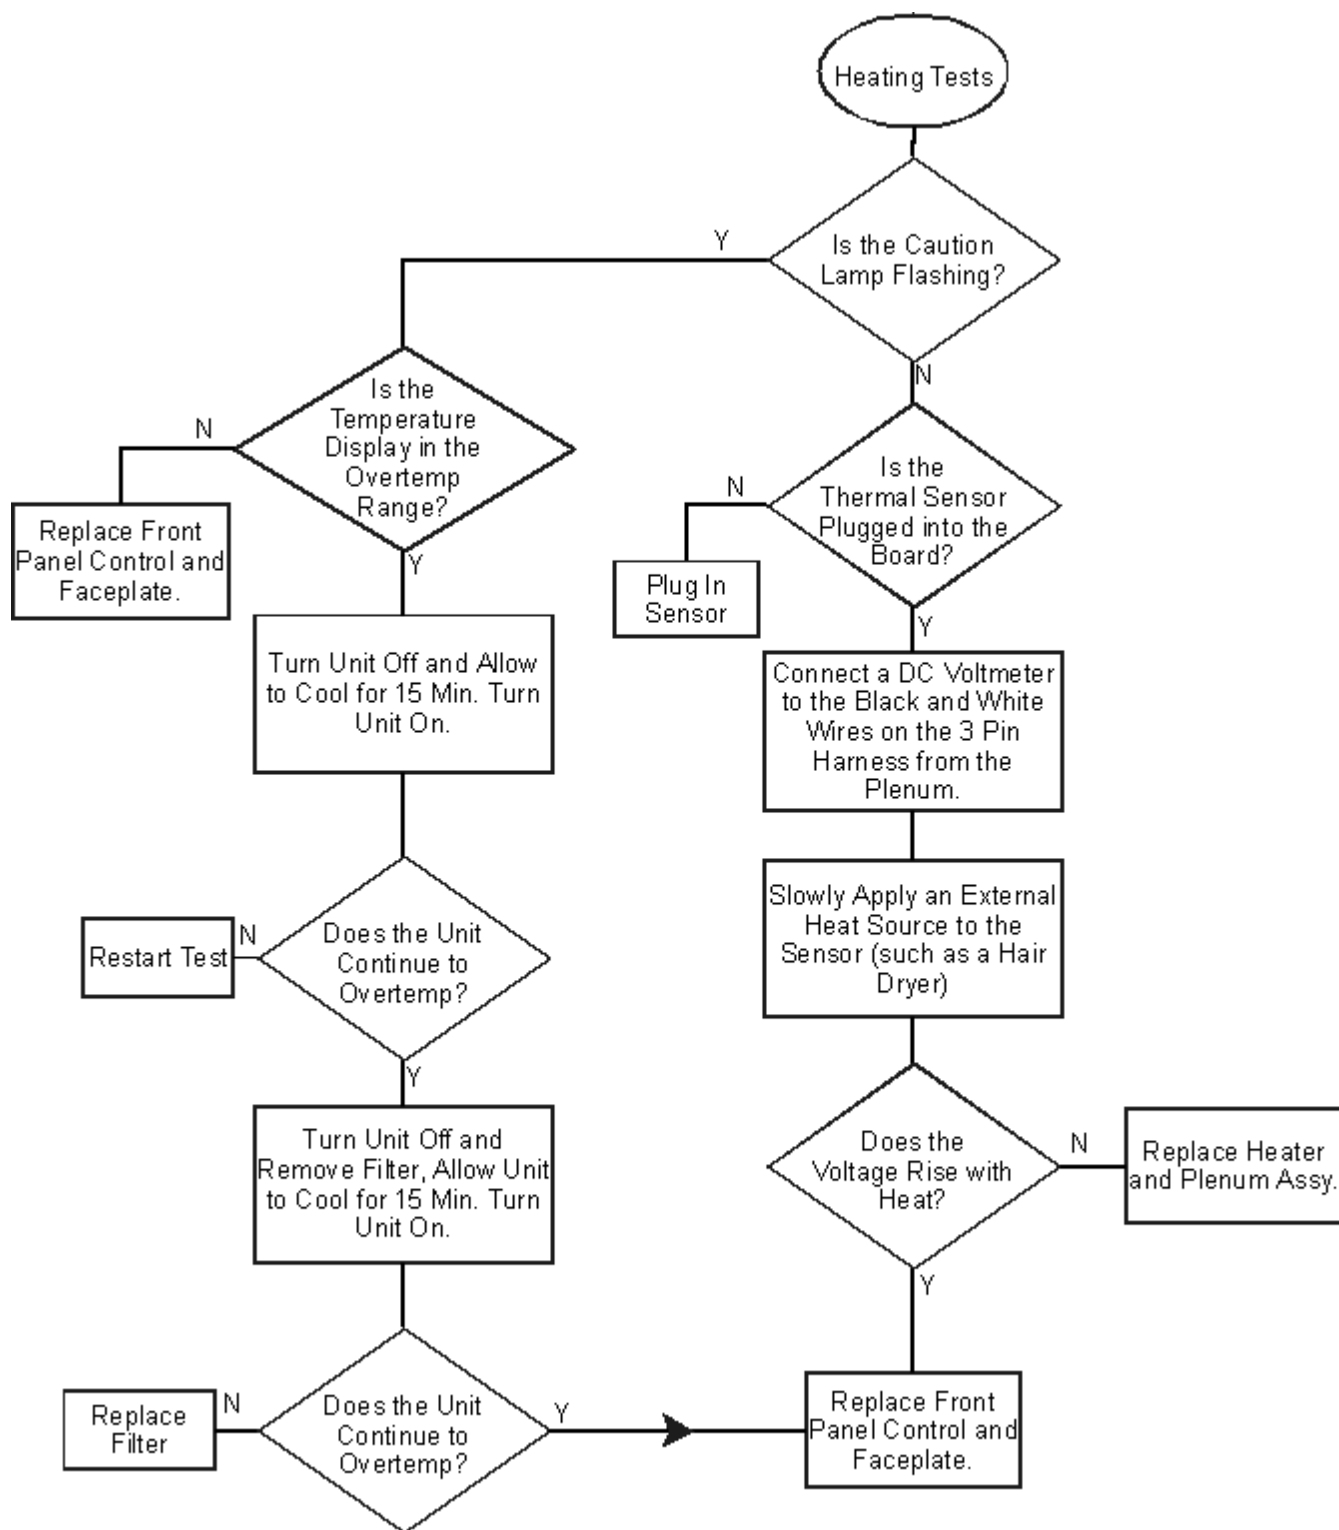 Heating Tests
Is the Caution
Lamp Flashing?
Y
N
Is the
Temperature
Display in the
Overtemp
Range?
N
Y
Replace Front
Panel Control and
Faceplate.
Turn Unit Off and Allow
to Cool for 15 Min. Turn
Unit On.
Does the Unit
Continue to
Overtemp?
N
Restart Test
Y
Turn Unit Off and
Remove Filter, Allow Unit
to Cool for 15 Min. Turn
Unit On.
Does the Unit
Continue to
Overtemp?
N
Replace
Filter
Y
Is the
Thermal Sensor
Plugged into the
Board?
N
Plug In
Sensor
Y
Connect a DC Voltmeter
to the Black and White
Wires on the 3 Pin
Harness from the
Plenum.
Slowly Apply an External
Heat Source to the
Sensor (such as a Hair
Dryer)
Does the
Voltage Rise with
Heat?
N
Replace Heater
and Plenum Assy.
Y
Replace Front
Panel Control and
Faceplate.